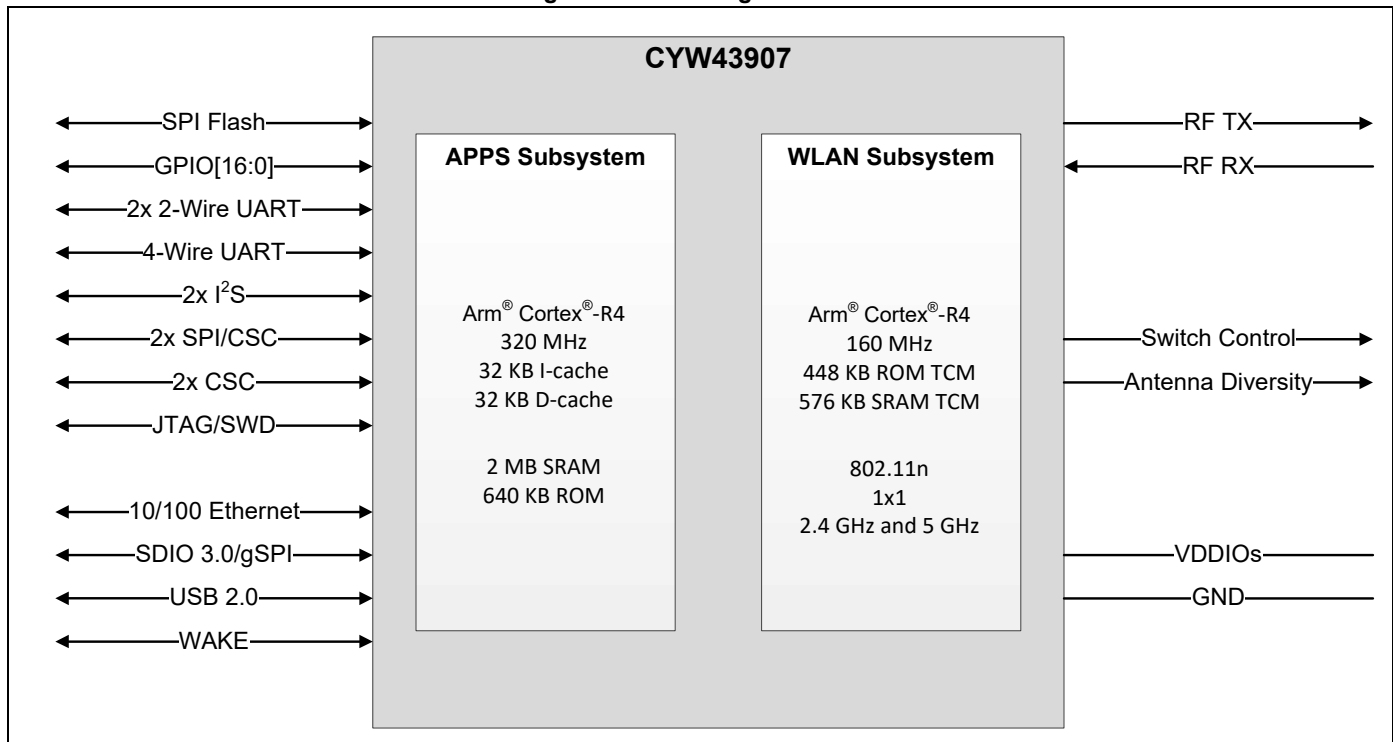 CYW43907
SPI Flash
GPIO[16:0]
2x 2-Wire UART
4-Wire UART
2x I²S
2x SPI/CSC
2x CSC
JTAG/SWD
10/100 Ethernet
SDIO 3.0/gSPI
USB 2.0
WAKE
APPS Subsystem
Arm® Cortex®-R4
320 MHz
32 KB I-cache
32 KB D-cache
2 MB SRAM
640 KB ROM
WLAN Subsystem
Arm® Cortex®-R4
160 MHz
448 KB ROM TCM
576 KB SRAM TCM
802.11n
1x1
2.4 GHz and 5 GHz
RF TX
RF RX
Switch Control
Antenna Diversity
VDDIOs
GND